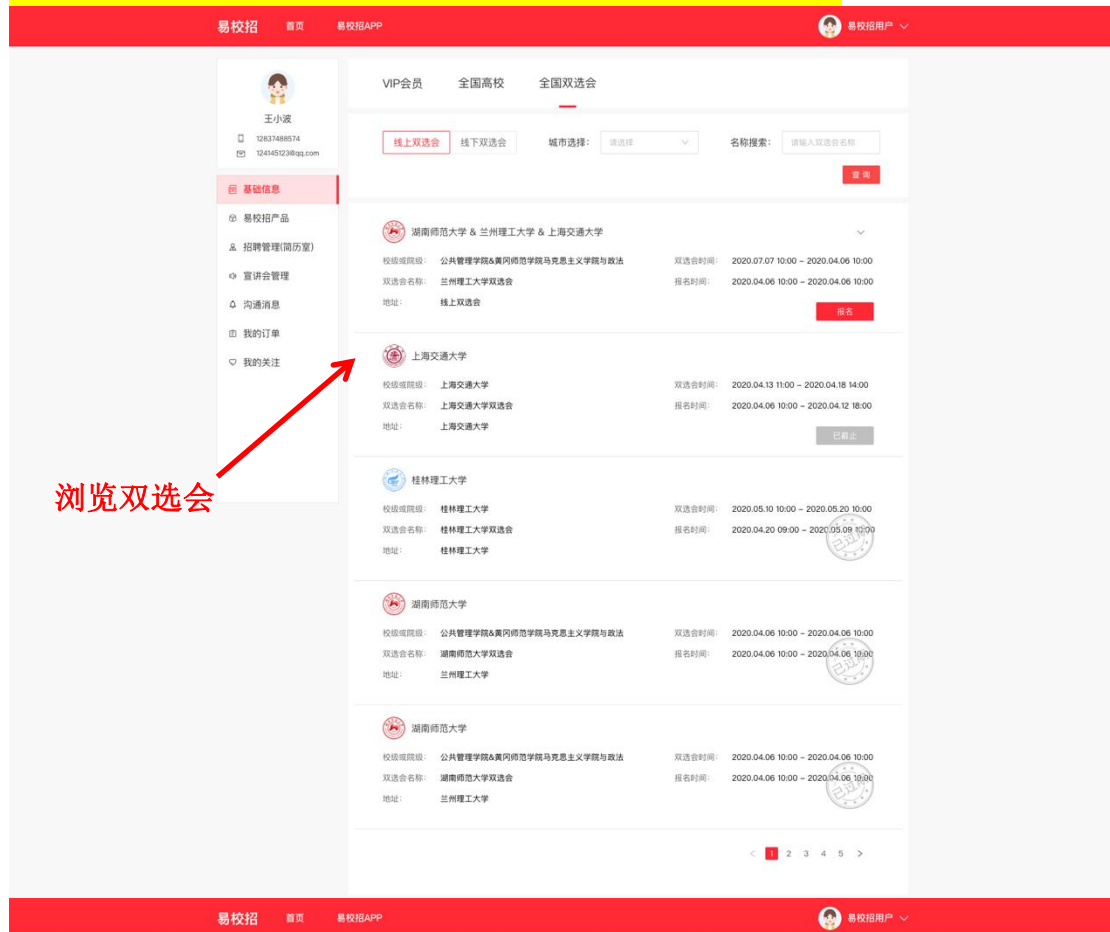 易校招 首页 易校招APP 易校招用户
王小波
12837488574
124145123@qq.com
基础信息
易校招产品
招聘管理(简历室)
宣讲会管理
沟通消息
我的订单
我的关注
浏览双选会
VIP会员 全国高校 全国双选会
线上双选会 线下双选会 城市选择: 请选择 名称搜索: 请输入双选会名称
查 询
湖南师范大学 & 兰州理工大学 & 上海交通大学
校级或院级: 公共管理学院&黄冈师范学院马克思主义学院与政法 双选会时间: 2020.07.07 10:00 ~ 2020.04.06 10:00
双选会名称: 兰州理工大学双选会 报名时间: 2020.04.06 10:00 ~ 2020.04.06 10:00
地址: 线上双选会
报名
上海交通大学
校级或院级: 上海交通大学 双选会时间: 2020.04.13 11:00 ~ 2020.04.18 14:00
双选会名称: 上海交通大学双选会 报名时间: 2020.04.06 10:00 ~ 2020.04.12 18:00
地址: 上海交通大学
已截止
桂林理工大学
校级或院级: 桂林理工大学 双选会时间: 2020.05.10 10:00 ~ 2020.05.20 10:00
双选会名称: 桂林理工大学双选会 报名时间: 2020.04.20 09:00 ~ 2020.05.09 10:00
地址: 桂林理工大学
湖南师范大学
校级或院级: 公共管理学院&黄冈师范学院马克思主义学院与政法 双选会时间: 2020.04.06 10:00 ~ 2020.04.06 10:00
双选会名称: 湖南师范大学双选会 报名时间: 2020.04.06 10:00 ~ 2020.04.06 10:00
地址: 兰州理工大学
湖南师范大学
校级或院级: 公共管理学院&黄冈师范学院马克思主义学院与政法 双选会时间: 2020.04.06 10:00 ~ 2020.04.06 10:00
双选会名称: 湖南师范大学双选会 报名时间: 2020.04.06 10:00 ~ 2020.04.06 10:00
地址: 兰州理工大学
< 1 2 3 4 5 >
易校招 首页 易校招APP 易校招用户